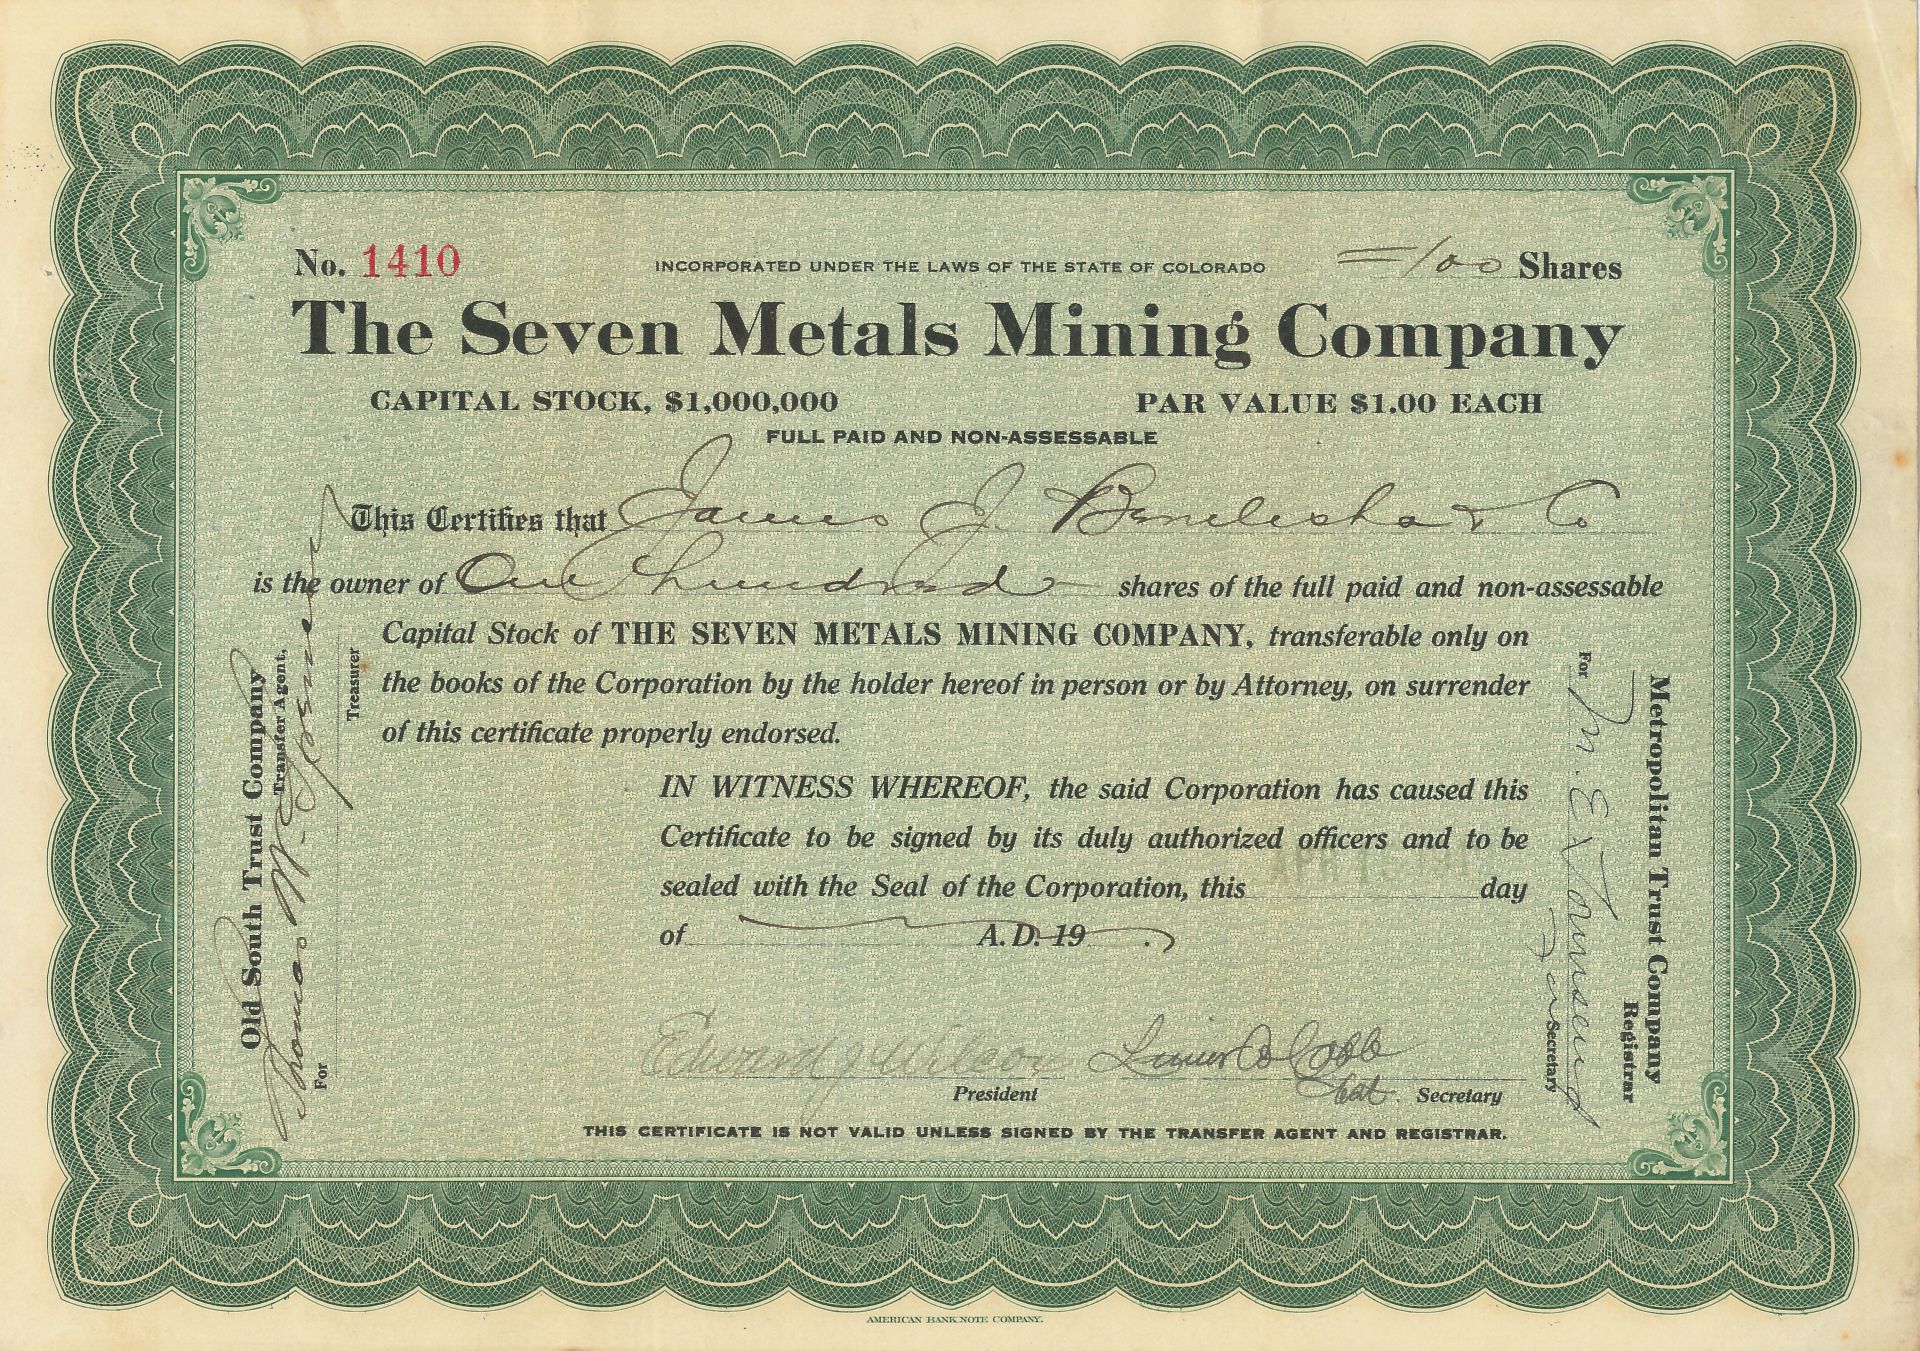 No. 1410
INCORPORATED UNDER THE LAWS OF THE STATE OF COLORADO
=100 Shares
The Seven Metals Mining Company
CAPITAL STOCK, $1,000,000
PAR VALUE $1.00 EACH
FULL PAID AND NON-ASSESSABLE
This Certifies that James J. & Co
is the owner of One Hundred shares of the full paid and non-assessable
Capital Stock of THE SEVEN METALS MINING COMPANY, transferable only on
the books of the Corporation by the holder hereof in person or by Attorney, on surrender
of this certificate properly endorsed.
IN WITNESS WHEREOF, the said Corporation has caused this
Certificate to be signed by its duly authorized officers and to be
sealed with the Seal of the Corporation, this day
of A.D. 19 .
Edward J Wilcox
President
Cobb
Secretary
THIS CERTIFICATE IS NOT VALID UNLESS SIGNED BY THE TRANSFER AGENT AND REGISTRAR.
Old South Trust Company
Transfer Agent,
Thomas W. Spencer
For Treasurer
Metropolitan Trust Company
Registrar
M. E. Townsend
For Secretary
AMERICAN BANK NOTE COMPANY.